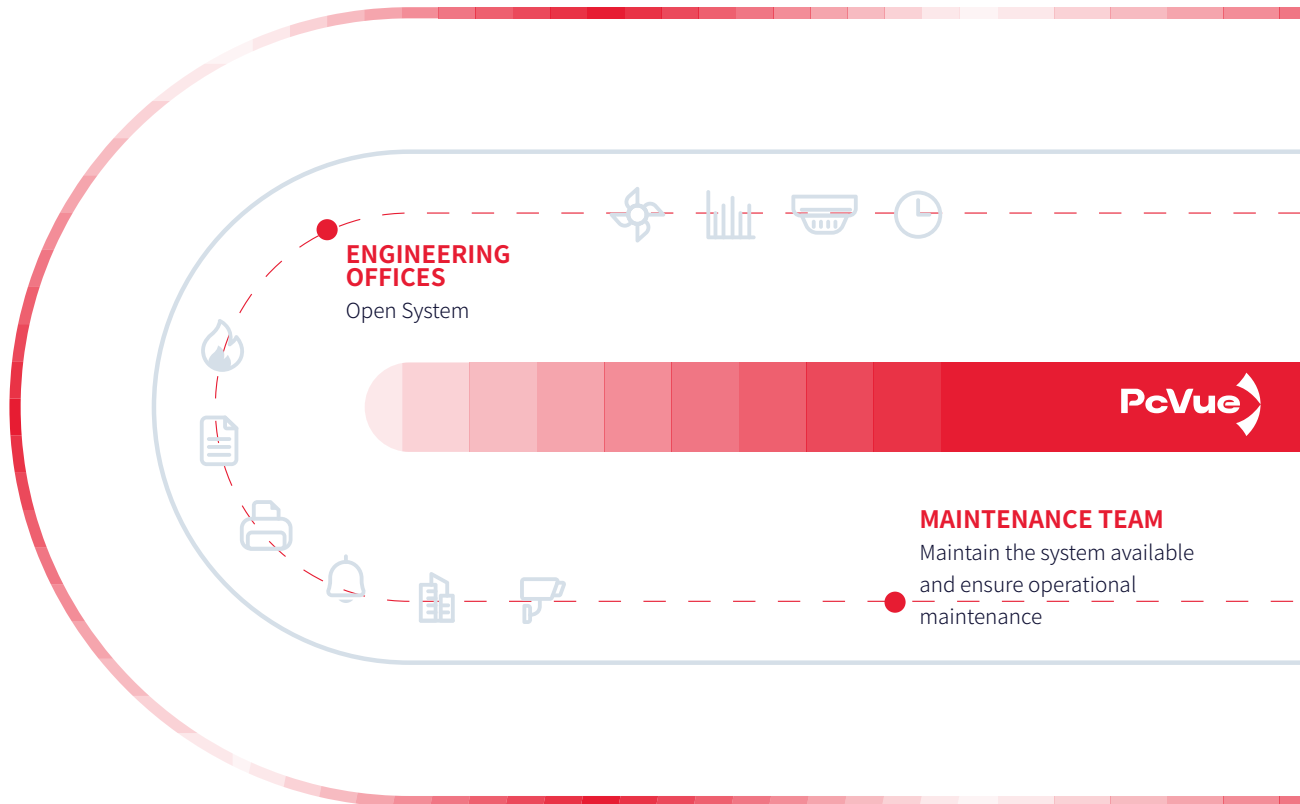 ENGINEERING
OFFICES
Open System
PcVue
MAINTENANCE TEAM
Maintain the system available
and ensure operational
maintenance